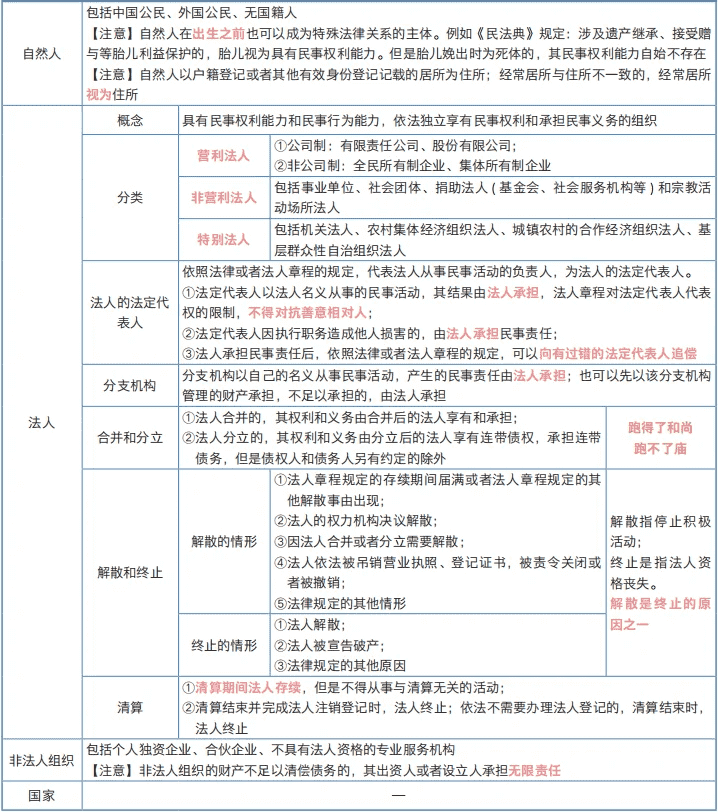 自然人
包括中国公民、外国公民、无国籍人
【注意】自然人在出生之前也可以成为特殊法律关系的主体。例如《民法典》规定：涉及遗产继承、接受赠
与等胎儿利益保护的，胎儿视为具有民事权利能力。但是胎儿娩出时为死体的，其民事权利能力自始不存在
【注意】自然人以户籍登记或者其他有效身份登记记载的居所为住所；经常居所与住所不一致的，经常居所
视为住所
法人
概念
具有民事权利能力和民事行为能力，依法独立享有民事权利和承担民事义务的组织
分类
营利法人
①公司制：有限责任公司、股份有限公司；
②非公司制：全民所有制企业、集体所有制企业
非营利法人
包括事业单位、社会团体、捐助法人（基金会、社会服务机构等）和宗教活
动场所法人
特别法人
包括机关法人、农村集体经济组织法人、城镇农村的合作经济组织法人、基
层群众性自治组织法人
法人的法定代
表人
依照法律或者法人章程的规定，代表法人从事民事活动的负责人，为法人的法定代表人。
①法定代表人以法人名义从事的民事活动，其结果由法人承担，法人章程对法定代表人代表
权的限制，不得对抗善意相对人；
②法定代表人因执行职务造成他人损害的，由法人承担民事责任；
③法人承担民事责任后，依照法律或者法人章程的规定，可以向有过错的法定代表人追偿
分支机构
分支机构以自己的名义从事民事活动，产生的民事责任由法人承担；也可以先以该分支机构
管理的财产承担，不足以承担的，由法人承担
合并和分立
①法人合并的，其权利和义务由合并后的法人享有和承担；
②法人分立的，其权利和义务由分立后的法人享有连带债权，承担连带
债务，但是债权人和债务人另有约定的除外
跑得了和尚
跑不了庙
解散和终止
解散的情形
①法人章程规定的存续期间届满或者法人章程规定的其
他解散事由出现；
②法人的权力机构决议解散；
③因法人合并或者分立需要解散；
④法人依法被吊销营业执照、登记证书，被责令关闭或
者被撤销；
⑤法律规定的其他情形
终止的情形
①法人解散；
②法人被宣告破产；
③法律规定的其他原因
解散指停止积极
活动；
终止是指法人资
格丧失。
解散是终止的原
因之一
清算
①清算期间法人存续，但是不得从事与清算无关的活动；
②清算结束并完成法人注销登记时，法人终止；依法不需要办理法人登记的，清算结束时，
法人终止
非法人组织
包括个人独资企业、合伙企业、不具有法人资格的专业服务机构
【注意】非法人组织的财产不足以清偿债务的，其出资人或者设立人承担无限责任
国家
—